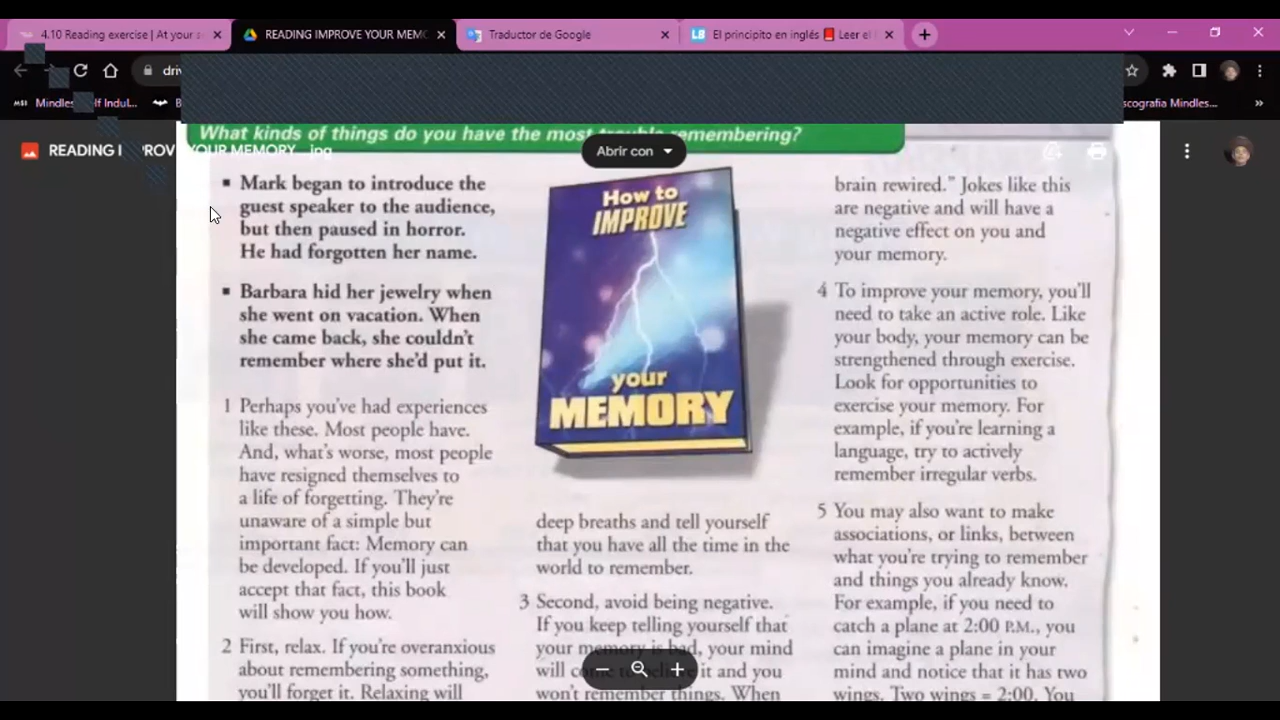 4.10 Reading exercise | At your s
READING IMPROVE YOUR MEMO
Traductor de Google
El principito en inglés 📕 Leer el
Abrir con
READING I
YOUR MEMORY
.jpg
What kinds of things do you have the most trouble remembering?
▪ Mark began to introduce the
guest speaker to the audience,
but then paused in horror.
He had forgotten her name.
▪ Barbara hid her jewelry when
she went on vacation. When
she came back, she couldn't
remember where she'd put it.
1 Perhaps you've had experiences
like these. Most people have.
And, what's worse, most people
have resigned themselves to
a life of forgetting. They're
unaware of a simple but
important fact: Memory can
be developed. If you'll just
accept that fact, this book
will show you how.
2 First, relax. If you're overanxious
about remembering something,
you'll forget it. Relaxing will
How to
IMPROVE
your
MEMORY
deep breaths and tell yourself
that you have all the time in the
world to remember.
3 Second, avoid being negative.
If you keep telling yourself that
your memory is bad, your mind
will come to believe it and you
won't remember things. When
brain rewired." Jokes like this
are negative and will have a
negative effect on you and
your memory.
4 To improve your memory, you'll
need to take an active role. Like
your body, your memory can be
strengthened through exercise.
Look for opportunities to
exercise your memory. For
example, if you're learning a
language, try to actively
remember irregular verbs.
5 You may also want to make
associations, or links, between
what you're trying to remember
and things you already know.
For example, if you need to
catch a plane at 2:00 P.M., you
can imagine a plane in your
mind and notice that it has two
wings. Two wings = 2:00. You